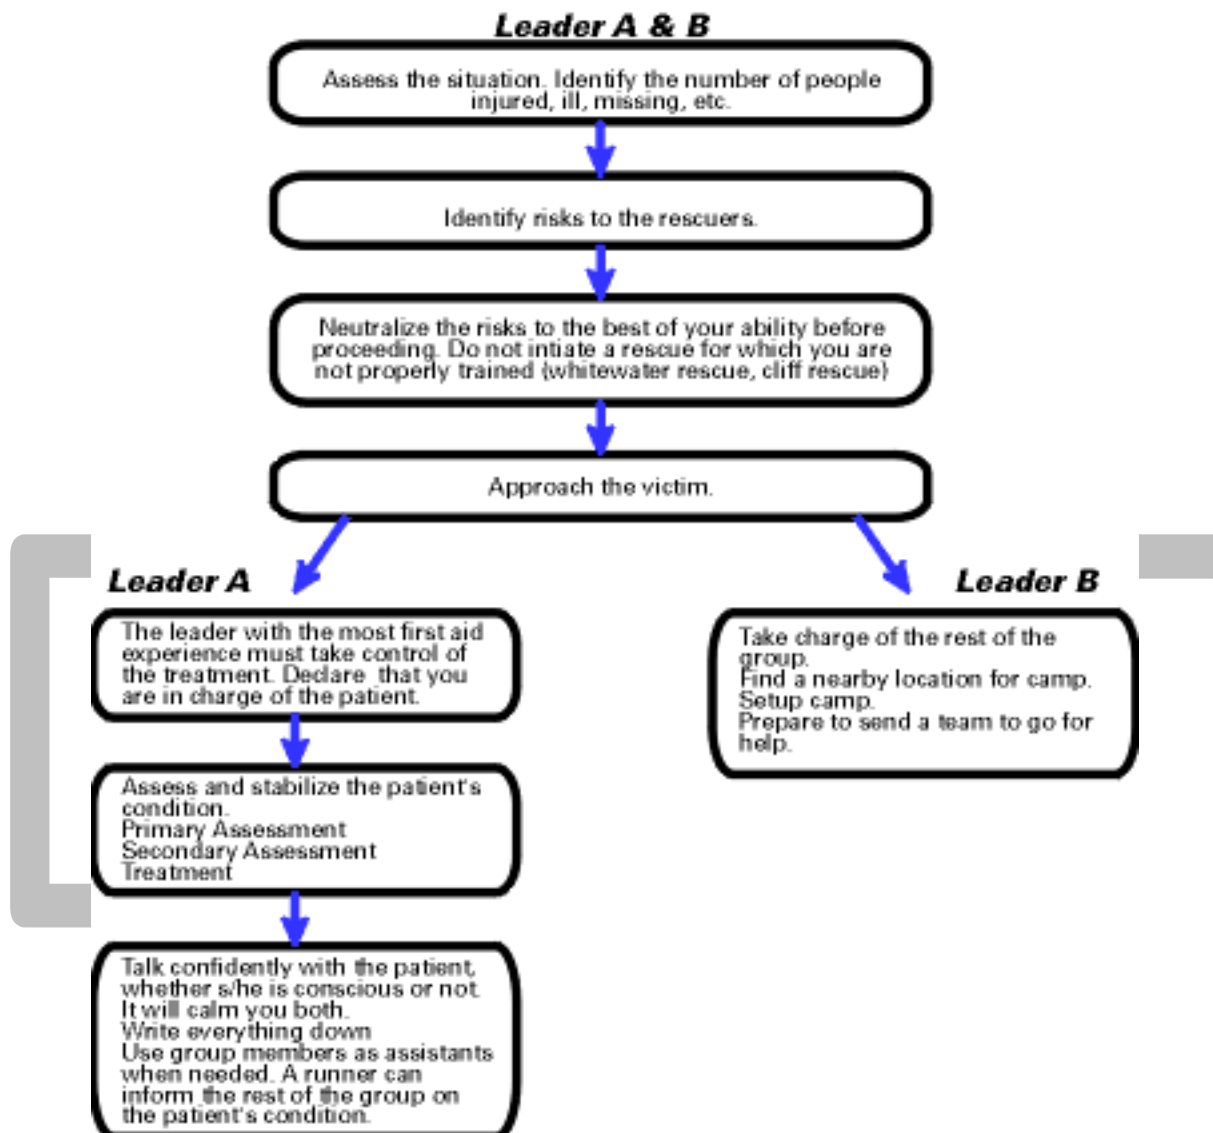 Leader A & B
Assess the situation. Identify the number of people
injured, ill, missing, etc.
Identify risks to the rescuers.
Neutralize the risks to the best of your ability before
proceeding. Do not intiate a rescue for which you are
not properly trained (whitewater rescue, cliff rescue)
Approach the victim.
Leader A
The leader with the most first aid
experience must take control of
the treatment. Declare that you
are in charge of the patient.
Assess and stabilize the patient's
condition.
Primary Assessment
Secondary Assessment
Treatment
Talk confidently with the patient,
whether s/he is conscious or not.
It will calm you both.
Write everything down
Use group members as assistants
when needed. A runner can
inform the rest of the group on
the patient's condition.
Leader B
Take charge of the rest of the
group.
Find a nearby location for camp.
Setup camp.
Prepare to send a team to go for
help.